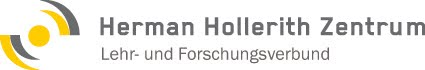 Herman Hollerith Zentrum
Lehr- und Forschungsverbund